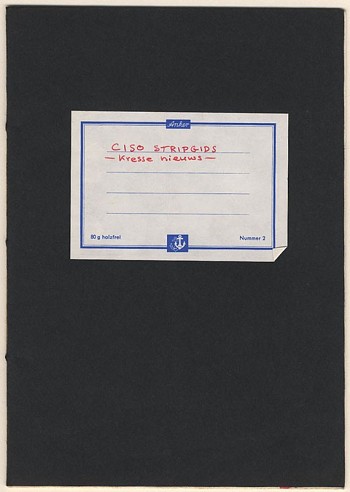 Anker
CISO STRIPGIDS
— Kresse nieuws —
80 g holzfrei
Nummer 2